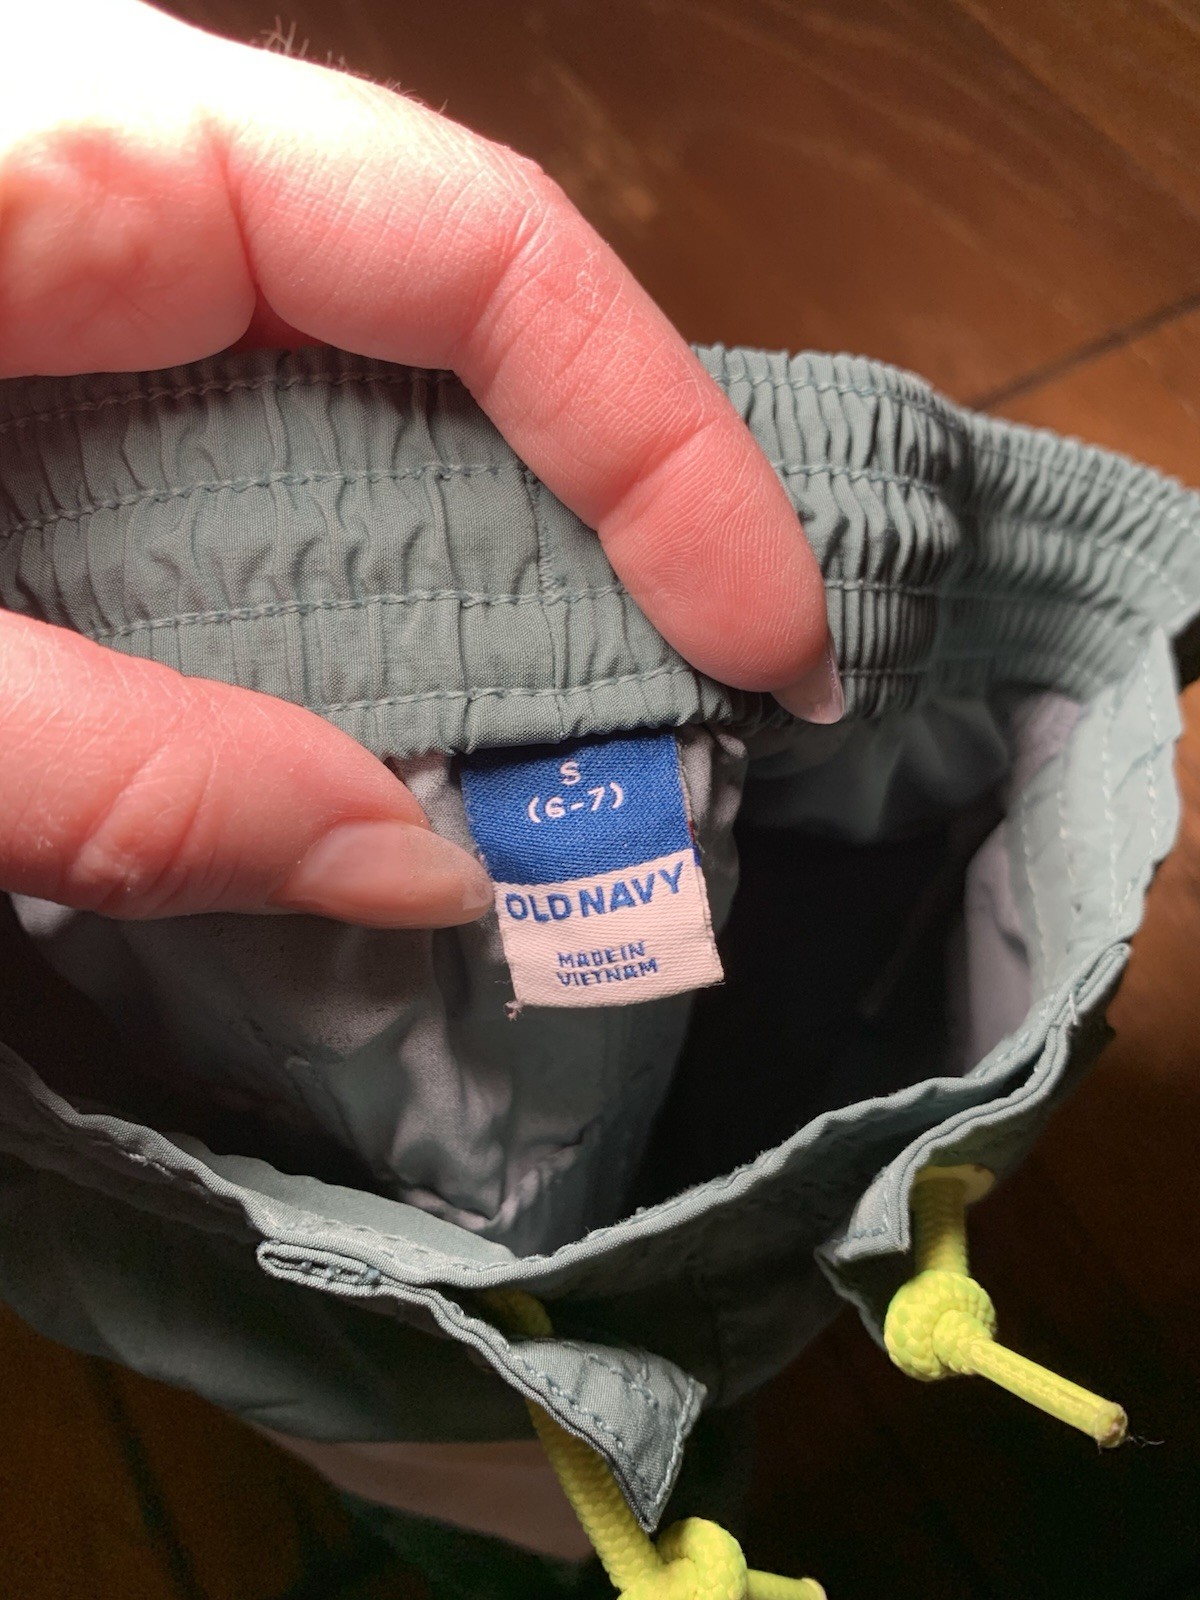 S
(6-7)
OLD NAVY
MADE IN
VIETNAM